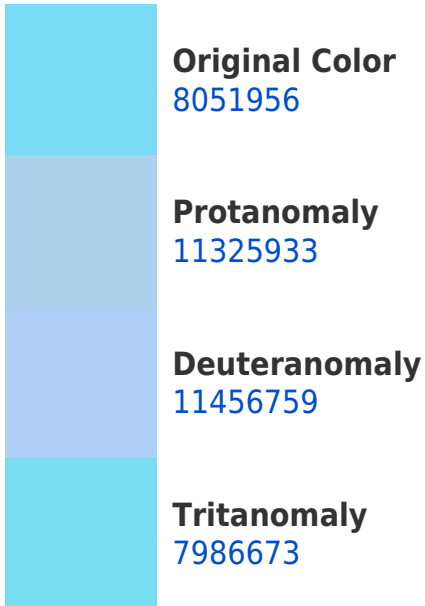 Original Color
8051956
Protanomaly
11325933
Deuteranomaly
11456759
Tritanomaly
7986673